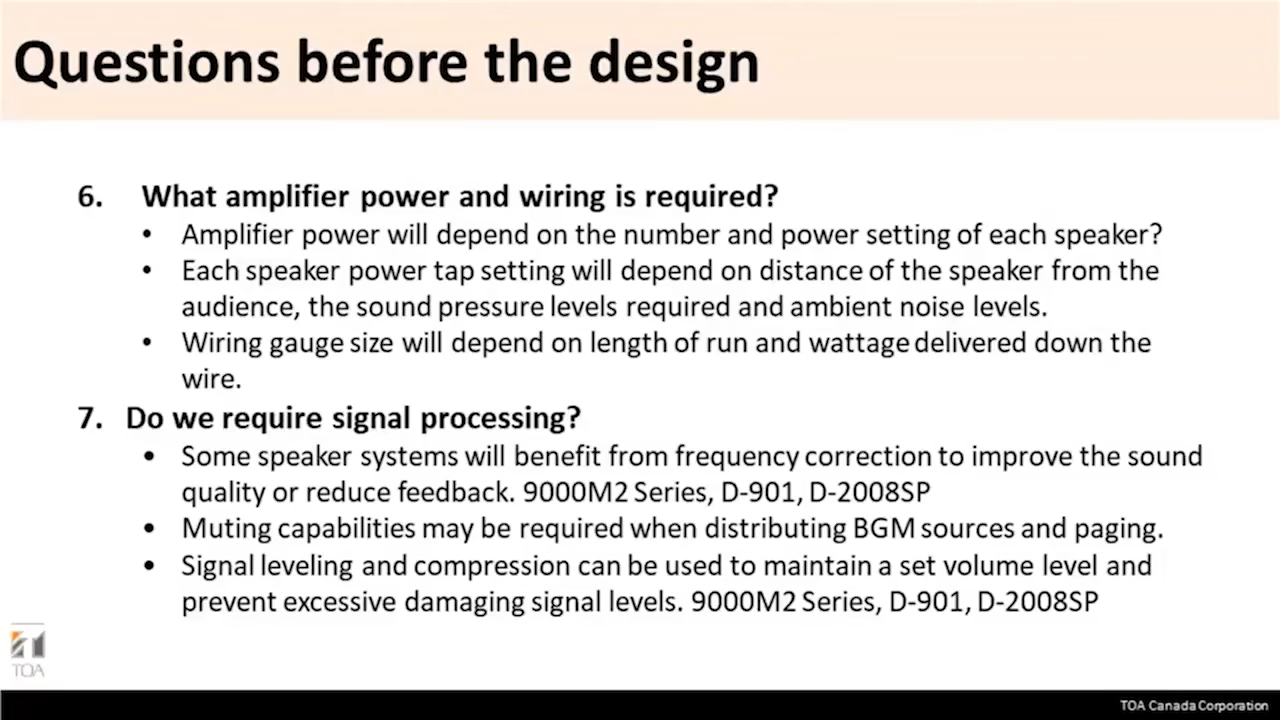 Questions before the design
6. What amplifier power and wiring is required?
• Amplifier power will depend on the number and power setting of each speaker?
• Each speaker power tap setting will depend on distance of the speaker from the
audience, the sound pressure levels required and ambient noise levels.
• Wiring gauge size will depend on length of run and wattage delivered down the
wire.
7. Do we require signal processing?
• Some speaker systems will benefit from frequency correction to improve the sound
quality or reduce feedback. 9000M2 Series, D-901, D-2008SP
• Muting capabilities may be required when distributing BGM sources and paging.
• Signal leveling and compression can be used to maintain a set volume level and
prevent excessive damaging signal levels. 9000M2 Series, D-901, D-2008SP
TOA
TOA Canada Corporation